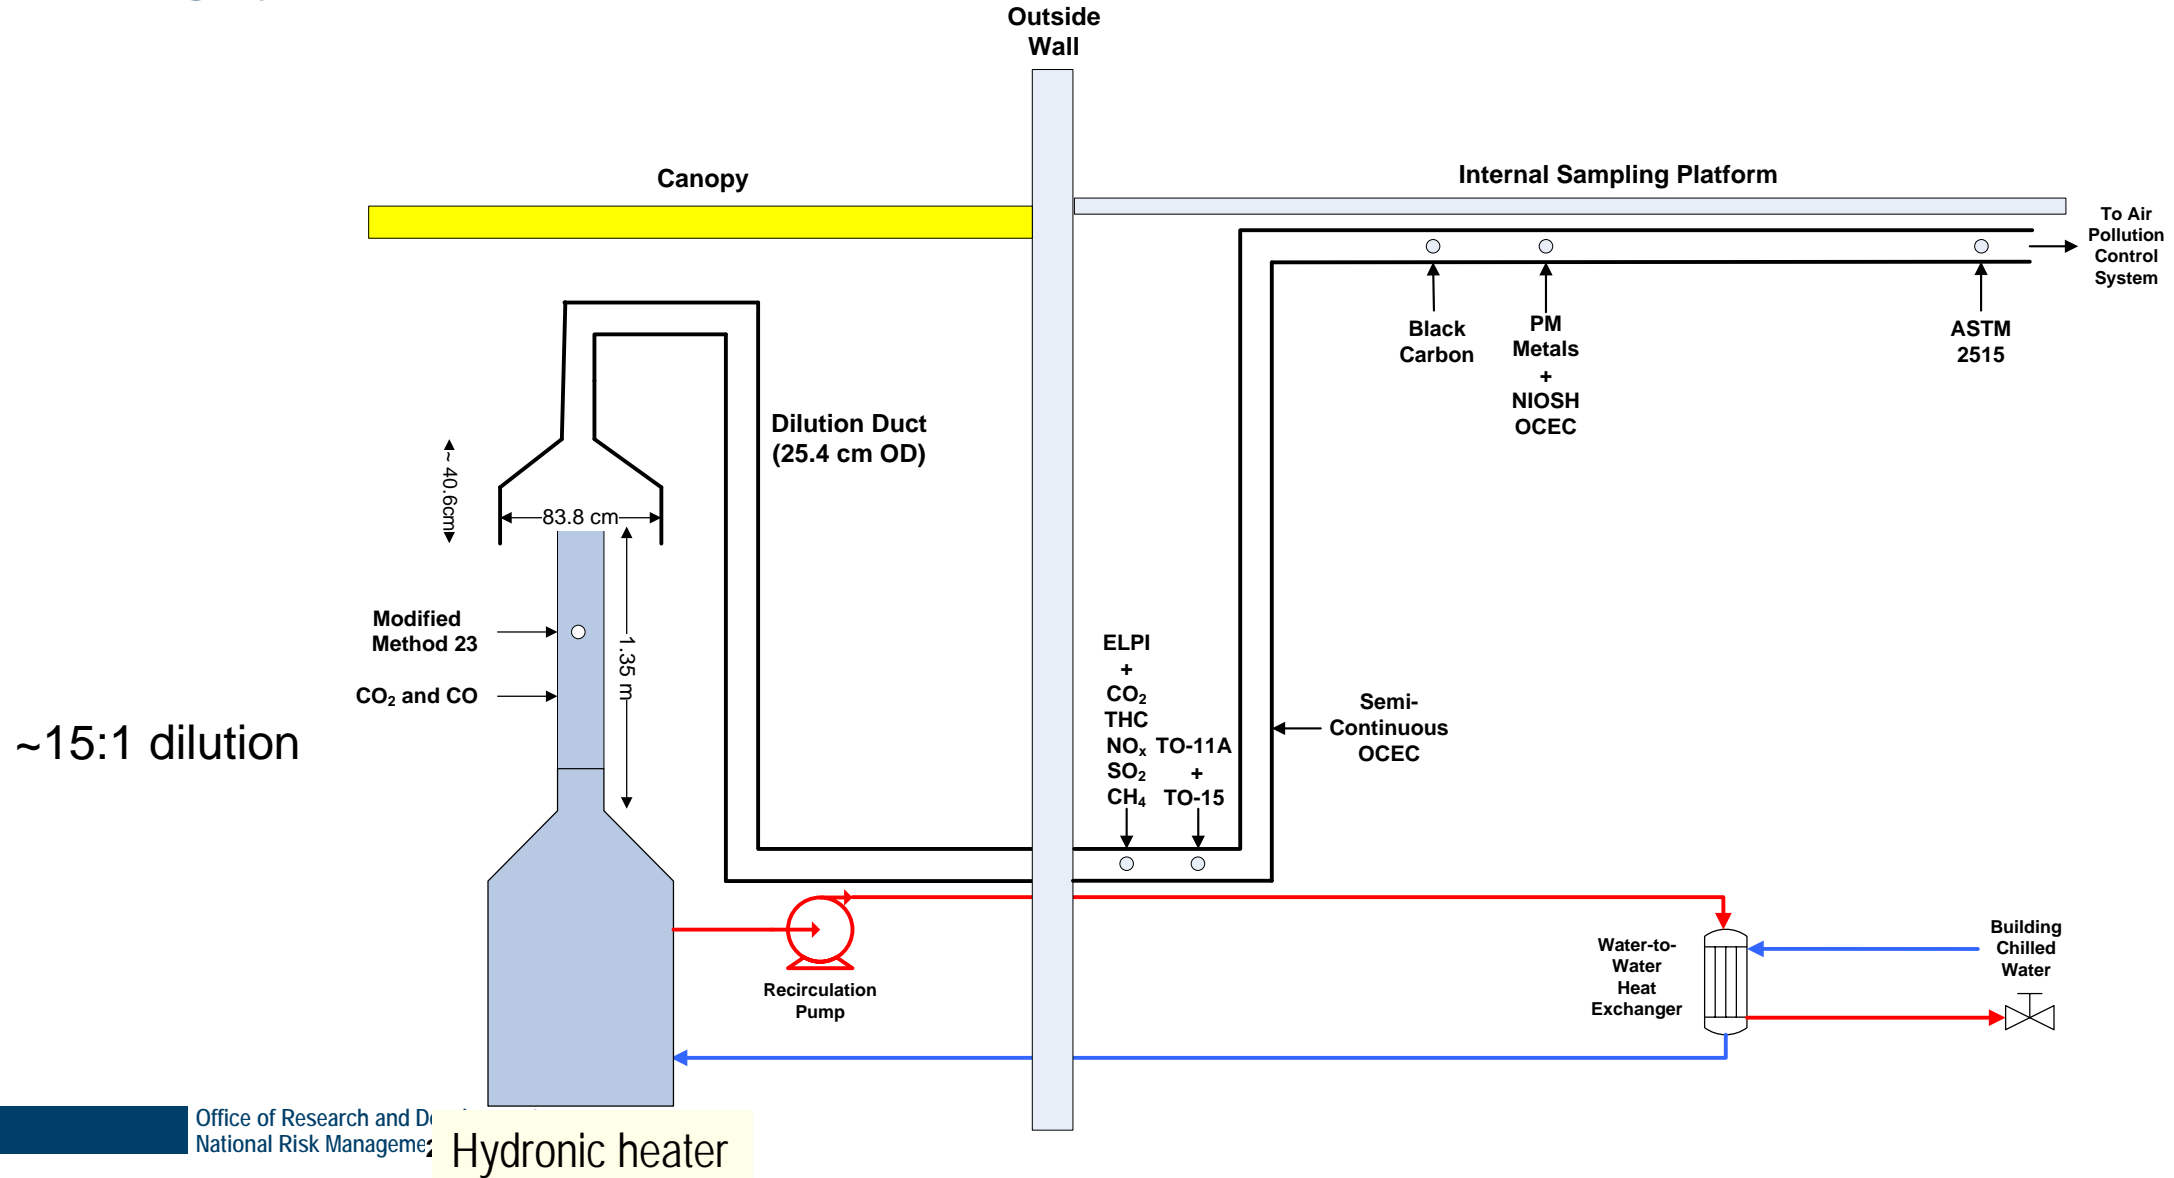 Outside
Wall
Canopy
Internal Sampling Platform
To Air
Pollution
Control
System
Black
Carbon
PM
Metals
+
NIOSH
OCEC
ASTM
2515
Dilution Duct
(25.4 cm OD)
~ 40.6cm
83.8 cm
1.35 m
Modified
Method 23
CO₂ and CO
~15:1 dilution
ELPI
+
CO₂
THC
NOₓ
SO₂
CH₄
TO-11A
+
TO-15
Semi-
Continuous
OCEC
Recirculation
Pump
Water-to-
Water
Heat
Exchanger
Building
Chilled
Water
Office of Research and
National Risk
Hydronic heater